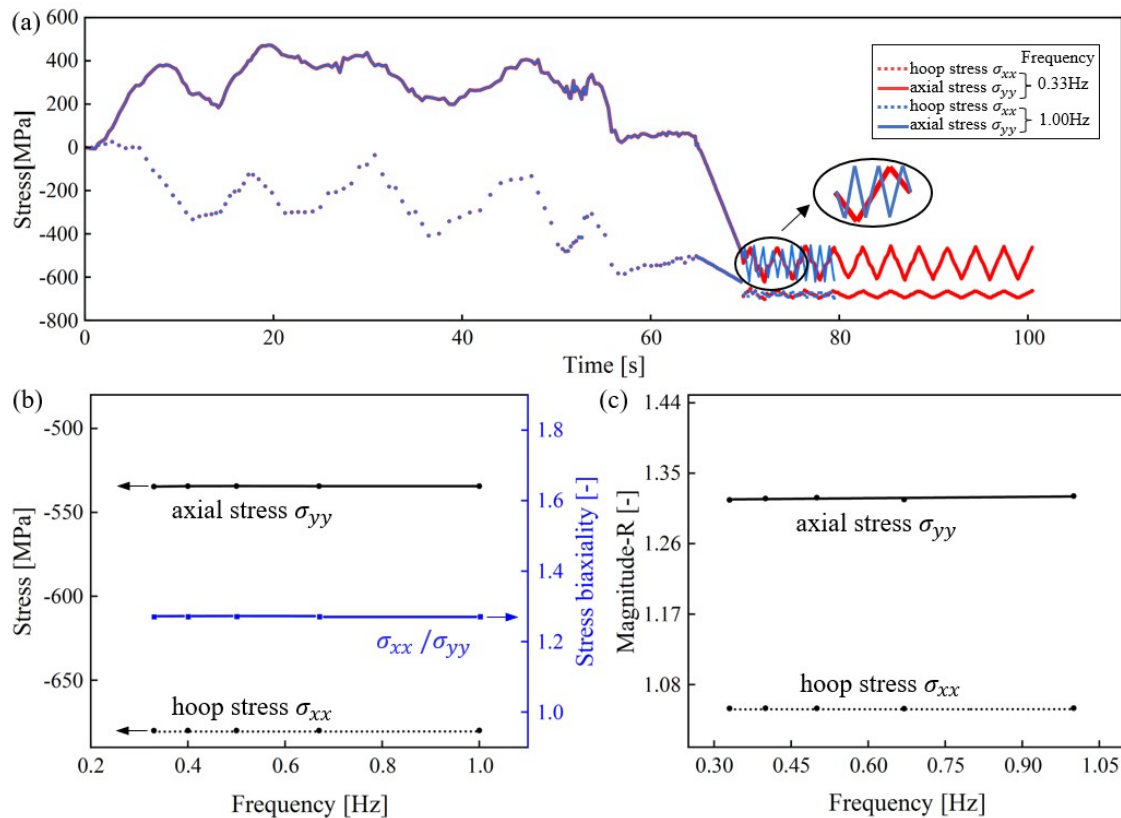 (a)
600
400
200
0
-200
-400
-600
-800
Stress[MPa]
0
20
40
60
80
100
Time [s]
Frequency
hoop stress σxx
axial stress σyy
0.33Hz
hoop stress σxx
axial stress σyy
1.00Hz
(b)
-500
-550
-600
-650
Stress [MPa]
axial stress σyy
σxx /σyy
hoop stress σxx
1.8
1.6
1.4
1.2
1.0
Stress biaxiality [-]
0.2
0.4
0.6
0.8
1.0
Frequency [Hz]
(c)
1.44
1.35
1.26
1.17
1.08
Magnitude-R [-]
axial stress σyy
hoop stress σxx
0.30
0.45
0.60
0.75
0.90
1.05
Frequency [Hz]